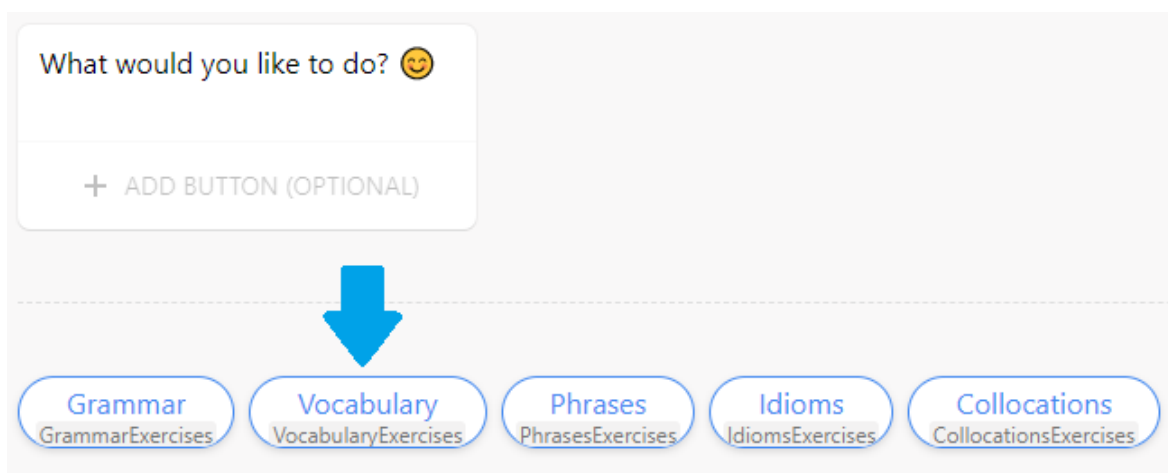 What would you like to do? 😊
+ ADD BUTTON (OPTIONAL)
Grammar Vocabulary Phrases Idioms Collocations
GrammarExercises VocabularyExercises PhrasesExercises IdiomsExercises CollocationsExercises